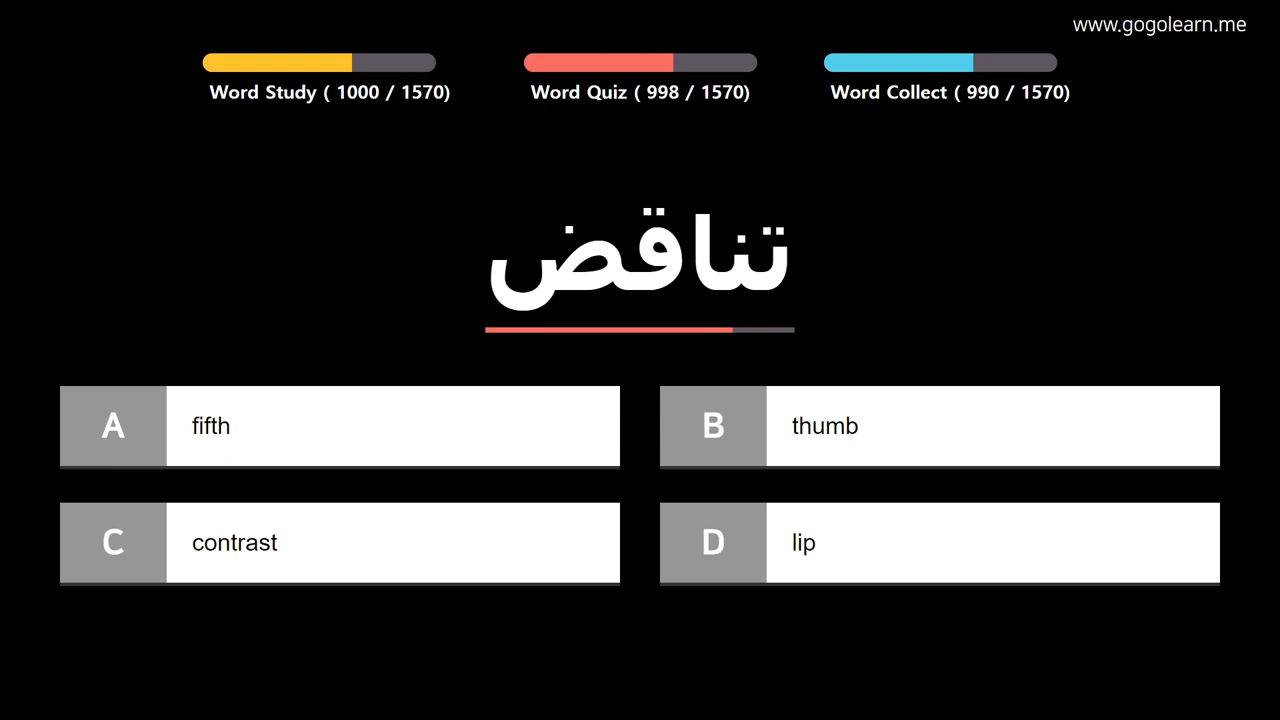 www.gogolearn.me
Word Study ( 1000 / 1570)
Word Quiz ( 998 / 1570)
Word Collect ( 990 / 1570)
تناقض
A fifth
B thumb
C contrast
D lip